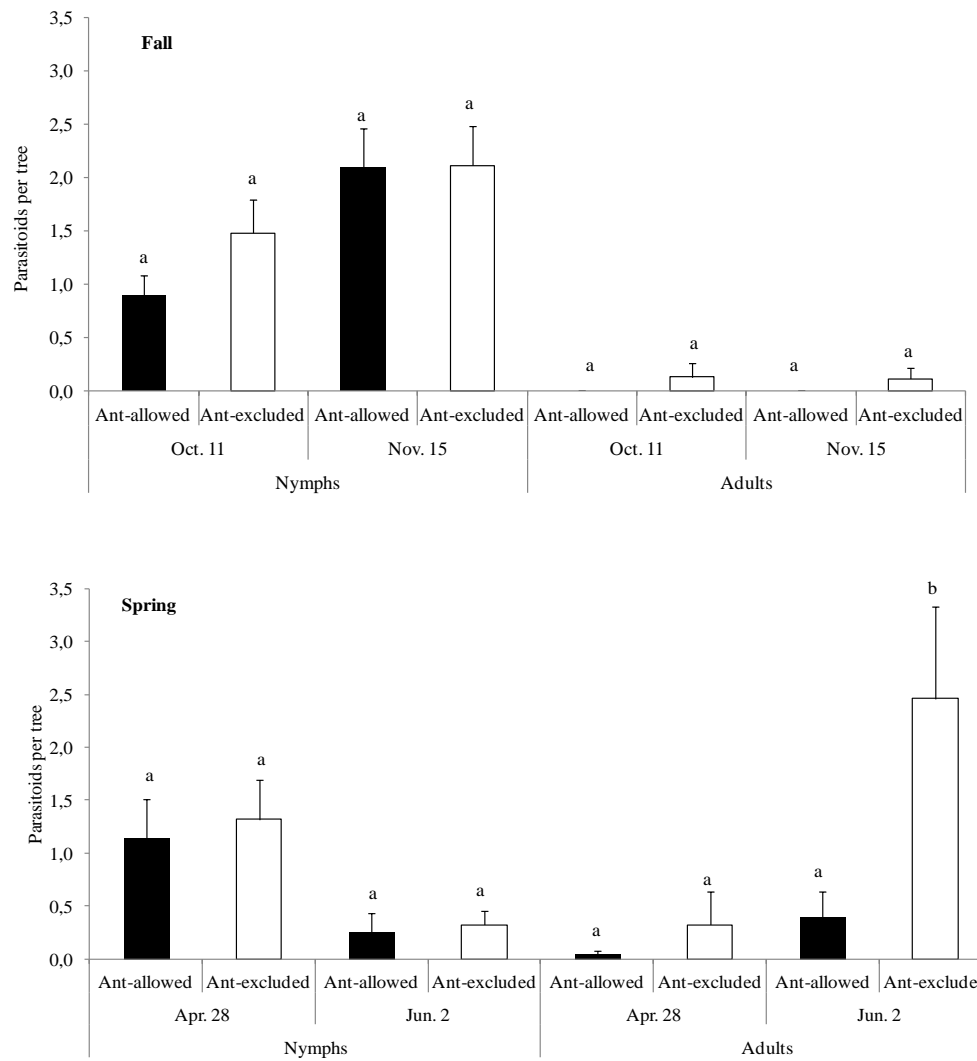 3,5
Fall
3,0
a
a
2,5
a
2,0
Parasitoids per tree
1,5
a
1,0
a
a
0,5
a
a
0,0
Ant-allowed Ant-excluded Ant-allowed Ant-excluded Ant-allowed Ant-excluded Ant-allowed Ant-excluded
Oct. 11 Nov. 15 Oct. 11 Nov. 15
Nymphs Adults
3,5
b
Spring
3,0
2,5
2,0
a
a
Parasitoids per tree
1,5
1,0
a
a
a
a
0,5
a
0,0
Ant-allowed Ant-excluded Ant-allowed Ant-excluded Ant-allowed Ant-excluded Ant-allowed Ant-exclude
Apr. 28 Jun. 2 Apr. 28 Jun. 2
Nymphs Adults